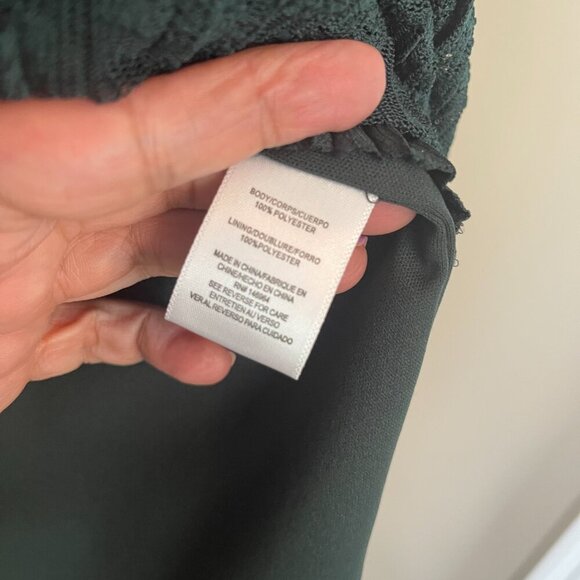 BODY/CORPS/CUERPO
100% POLYESTER
LINING/DOUBLURE/FORRO
100%POLYESTER
MADE IN CHINA/FABRIQUE EN
CHINE/HECHO EN CHINA
RN# 148964
SEE REVERSE FOR CARE
ENTRETIEN AU VERSO
VER AL REVERSO PARA CUIDADO